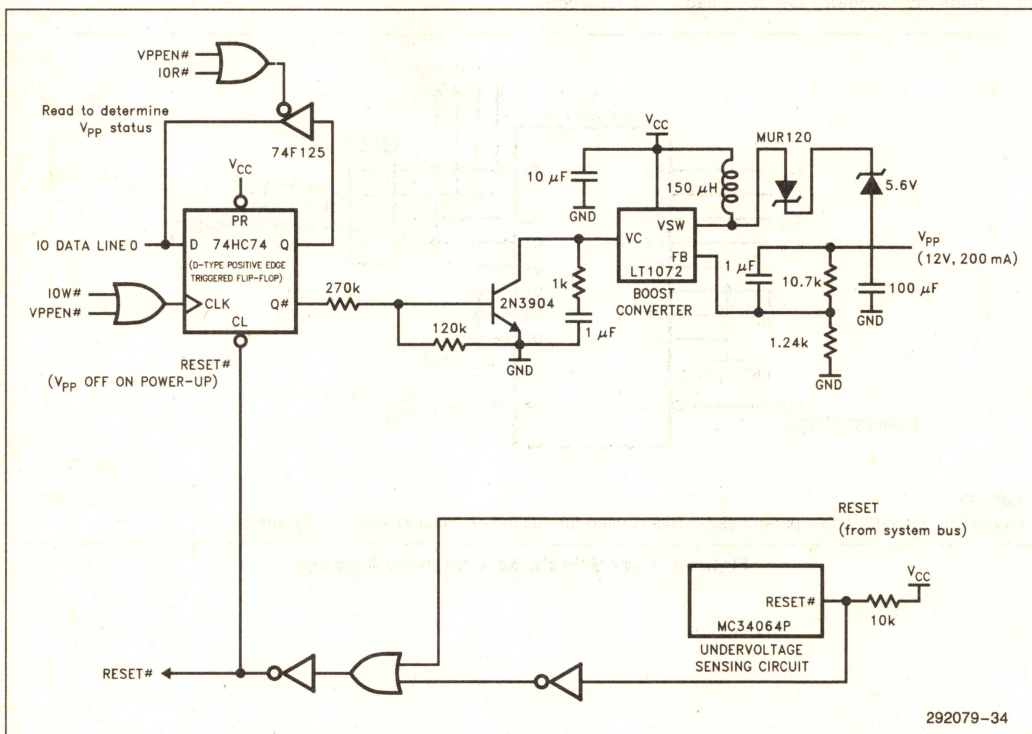 VPPEN#
IOR#
Read to determine
VPP status
74F125
VCC
PR
IO DATA LINE 0
D 74HC74 Q
(D-TYPE POSITIVE EDGE
TRIGGERED FLIP-FLOP)
IOW#
VPPEN#
CLK Q#
CL
RESET#
(VPP OFF ON POWER-UP)
270k
120k
2N3904
GND
1k
1 μF
VCC
10 μF
GND
150 μH
MUR120
5.6V
VC
VSW
FB
LT1072
BOOST
CONVERTER
1 μF
10.7k
1.24k
GND
VPP
(12V, 200 mA)
100 μF
GND
RESET
(from system bus)
VCC
10k
RESET#
MC34064P
UNDERVOLTAGE
SENSING CIRCUIT
RESET#
292079-34